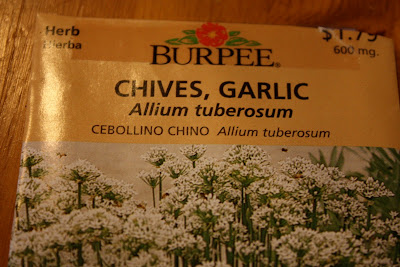 Herb
Hierba
BURPEE®
$1.79
600 mg.
CHIVES, GARLIC
Allium tuberosum
CEBOLLINO CHINO Allium tuberosum